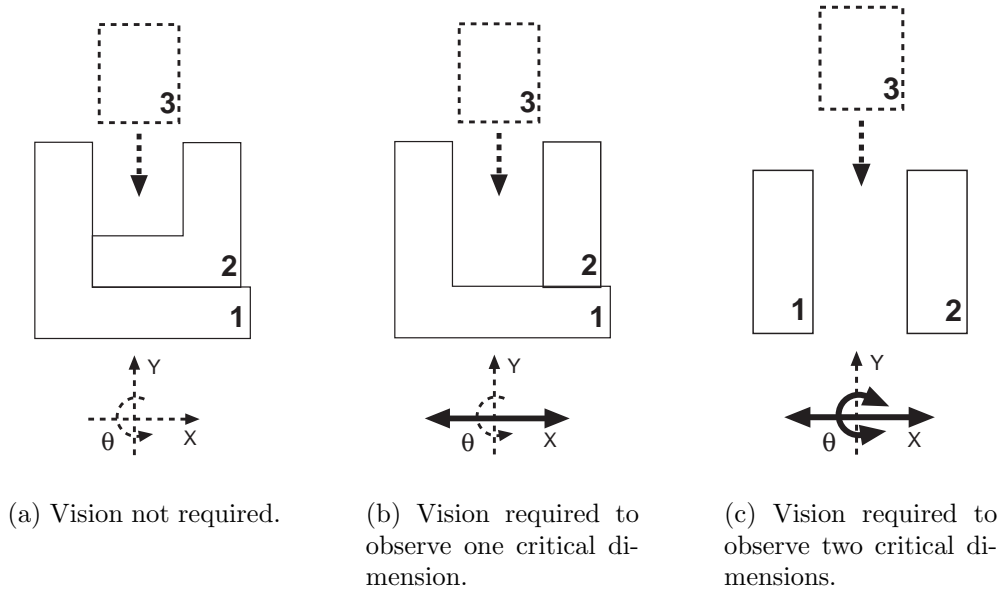 3
2
1
Y
θ
X
(a) Vision not required.
3
2
1
Y
θ
X
(b) Vision required to
observe one critical di-
mension.
3
1
2
Y
θ
X
(c) Vision required to
observe two critical di-
mensions.